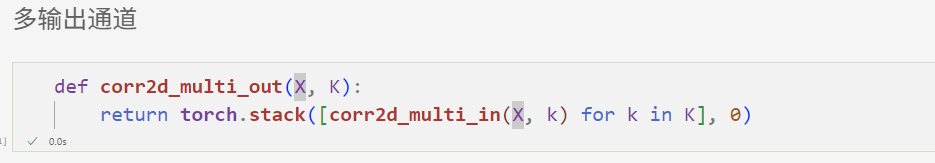 多输出通道
def corr2d_multi_out(X, K):
    return torch.stack([corr2d_multi_in(X, k) for k in K], 0)
]
✓ 0.0s